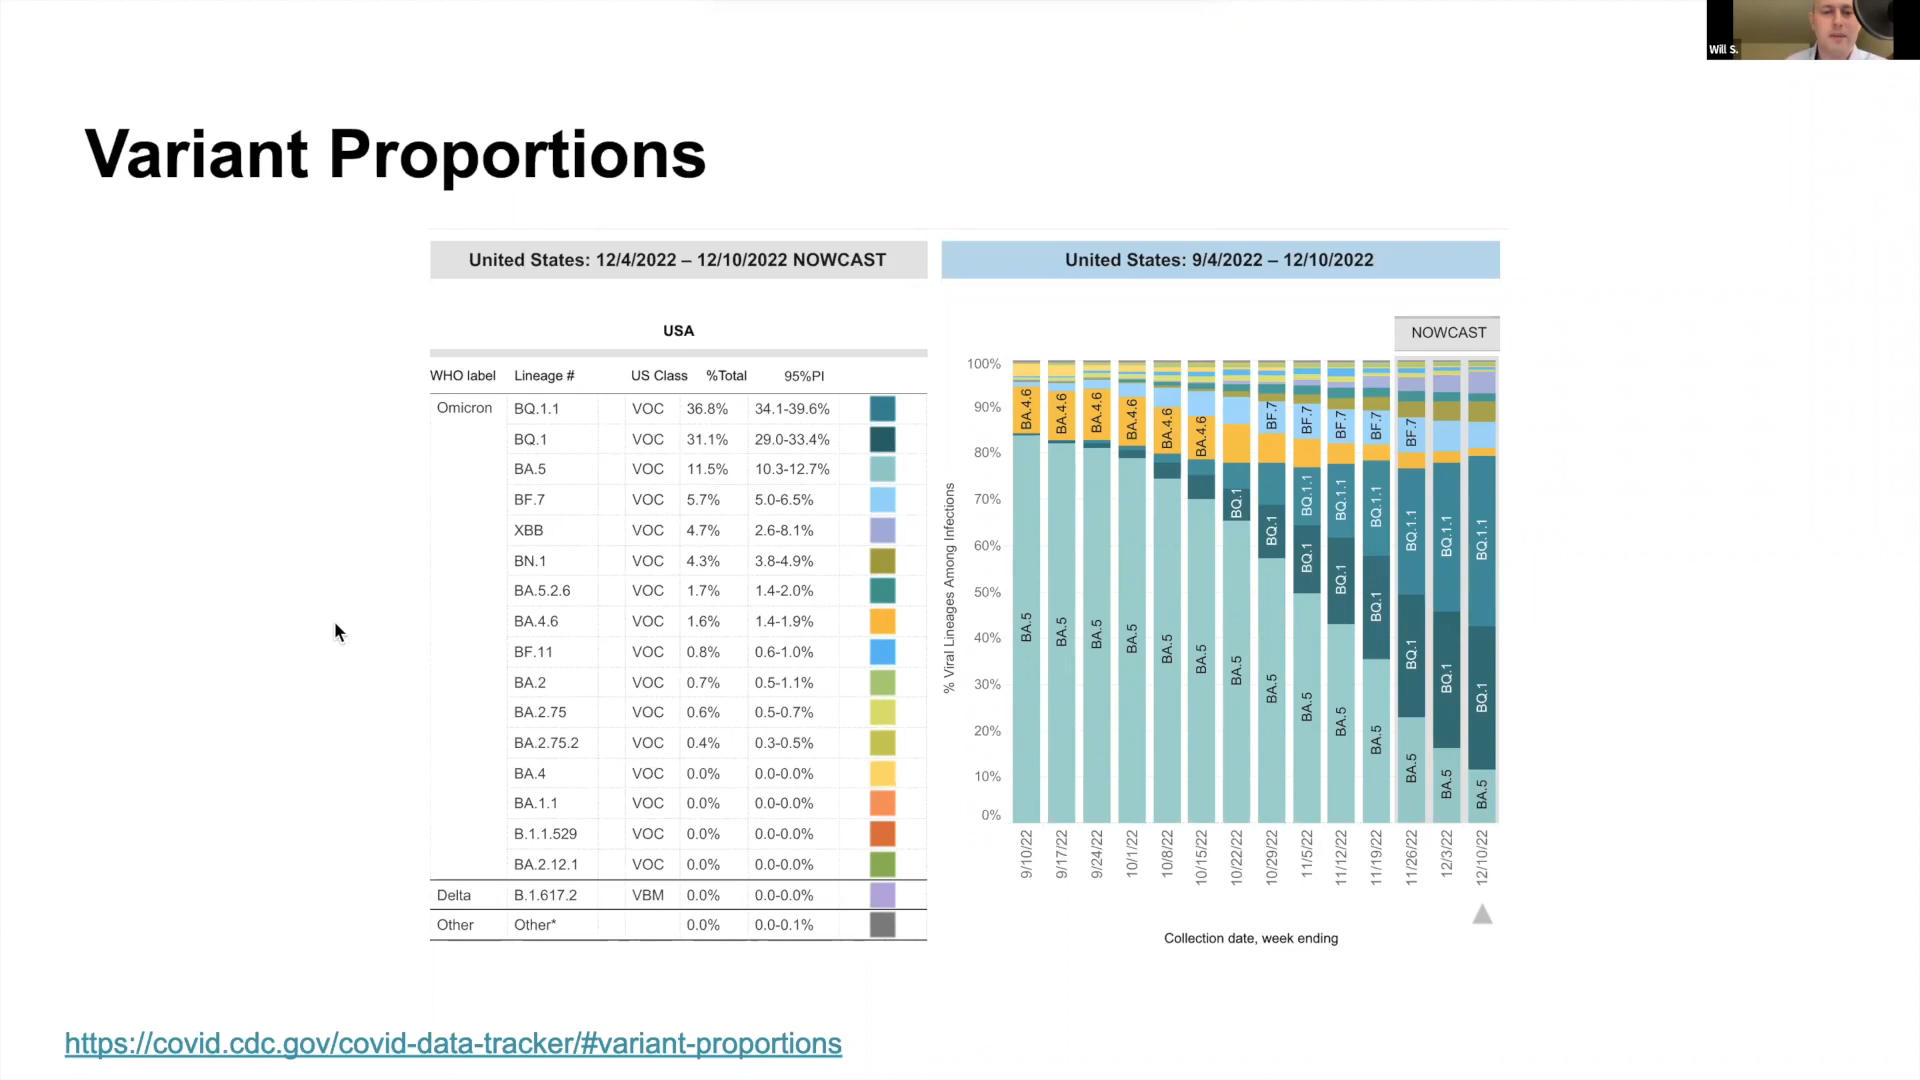 Will S.
Variant Proportions
United States: 12/4/2022 – 12/10/2022 NOWCAST
USA
WHO label Lineage # US Class %Total 95%PI
Omicron BQ.1.1 VOC 36.8% 34.1-39.6%
BQ.1 VOC 31.1% 29.0-33.4%
BA.5 VOC 11.5% 10.3-12.7%
BF.7 VOC 5.7% 5.0-6.5%
XBB VOC 4.7% 2.6-8.1%
BN.1 VOC 4.3% 3.8-4.9%
BA.5.2.6 VOC 1.7% 1.4-2.0%
BA.4.6 VOC 1.6% 1.4-1.9%
BF.11 VOC 0.8% 0.6-1.0%
BA.2 VOC 0.7% 0.5-1.1%
BA.2.75 VOC 0.6% 0.5-0.7%
BA.2.75.2 VOC 0.4% 0.3-0.5%
BA.4 VOC 0.0% 0.0-0.0%
BA.1.1 VOC 0.0% 0.0-0.0%
B.1.1.529 VOC 0.0% 0.0-0.0%
BA.2.12.1 VOC 0.0% 0.0-0.0%
Delta B.1.617.2 VBM 0.0% 0.0-0.0%
Other Other* 0.0% 0.0-0.1%
United States: 9/4/2022 – 12/10/2022
NOWCAST
% Viral Lineages Among Infections
100%
90%
80%
70%
60%
50%
40%
30%
20%
10%
0%
BA.4.6 BA.4.6 BA.4.6 BA.4.6 BA.4.6 BA.4.6 BF.7 BF.7 BF.7 BF.7 BF.7
BQ.1.1 BQ.1.1 BQ.1.1 BQ.1.1 BQ.1.1 BQ.1.1
BQ.1 BQ.1 BQ.1 BQ.1 BQ.1 BQ.1 BQ.1 BQ.1
BA.5 BA.5 BA.5 BA.5 BA.5 BA.5 BA.5 BA.5 BA.5 BA.5 BA.5 BA.5 BA.5 BA.5
9/10/22 9/17/22 9/24/22 10/1/22 10/8/22 10/15/22 10/22/22 10/29/22 11/5/22 11/12/22 11/19/22 11/26/22 12/3/22 12/10/22
Collection date, week ending
https://covid.cdc.gov/covid-data-tracker/#variant-proportions